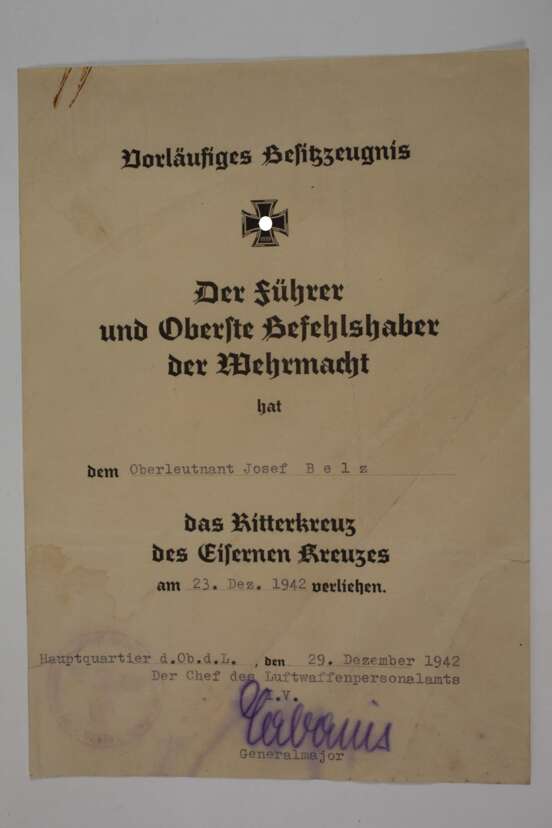 Vorläufiges Besitzzeugnis
Der Führer
und Oberste Befehlshaber
der Wehrmacht
hat
dem Oberleutnant Josef B e l z
das Ritterkreuz
des Eisernen Kreuzes
am 23. Dez. 1942 verliehen.
Hauptquartier d.Ob.d.L. , den 29. Dezember 1942
Der Chef des Luftwaffenpersonalamts
I.V.
Generalmajor